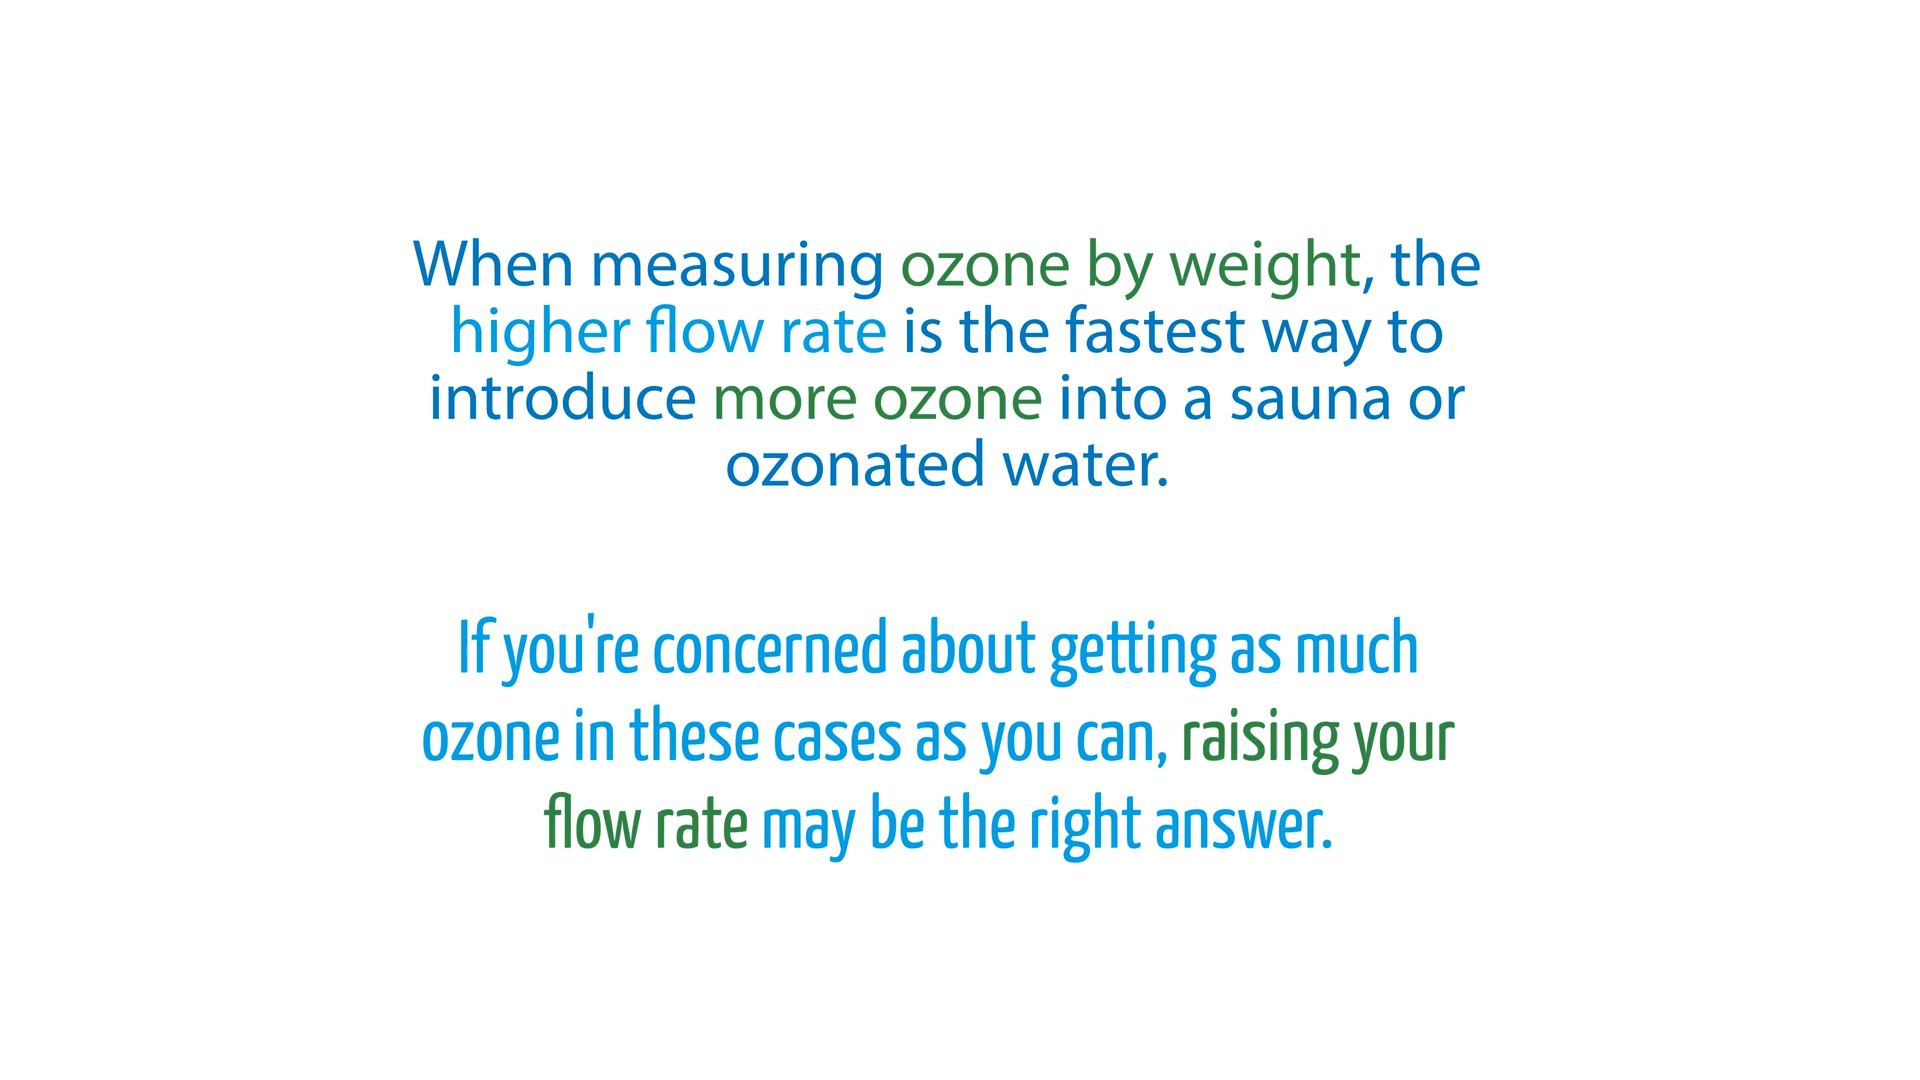 When measuring ozone by weight, the
higher flow rate is the fastest way to
introduce more ozone into a sauna or
ozonated water.
If you're concerned about getting as much
ozone in these cases as you can, raising your
flow rate may be the right answer.